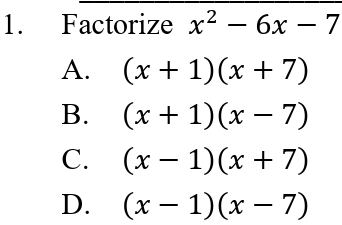 1. Factorize x² − 6x − 7
A. (x + 1)(x + 7)
B. (x + 1)(x − 7)
C. (x − 1)(x + 7)
D. (x − 1)(x − 7)